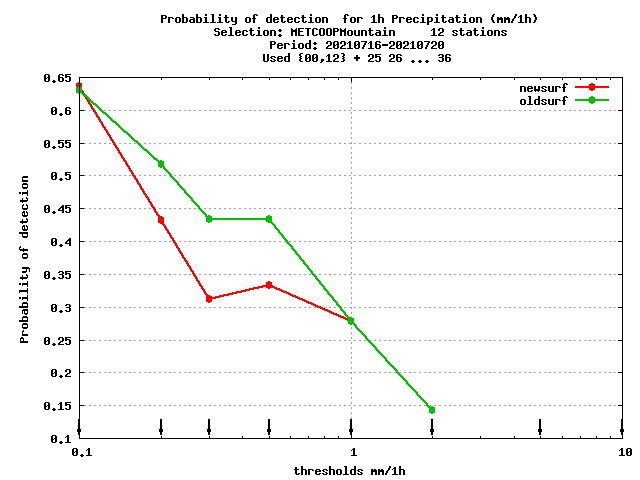 Probability of detection  for 1h Precipitation (mm/1h)
Selection: METCOOPMountain     12 stations
Period: 20210716-20210720
Used {00,12} + 25 26 ... 36
newsurf
oldsurf
0.65
0.6
0.55
0.5
0.45
0.4
0.35
0.3
0.25
0.2
0.15
0.1
Probability of detection
0.1
1
10
thresholds mm/1h